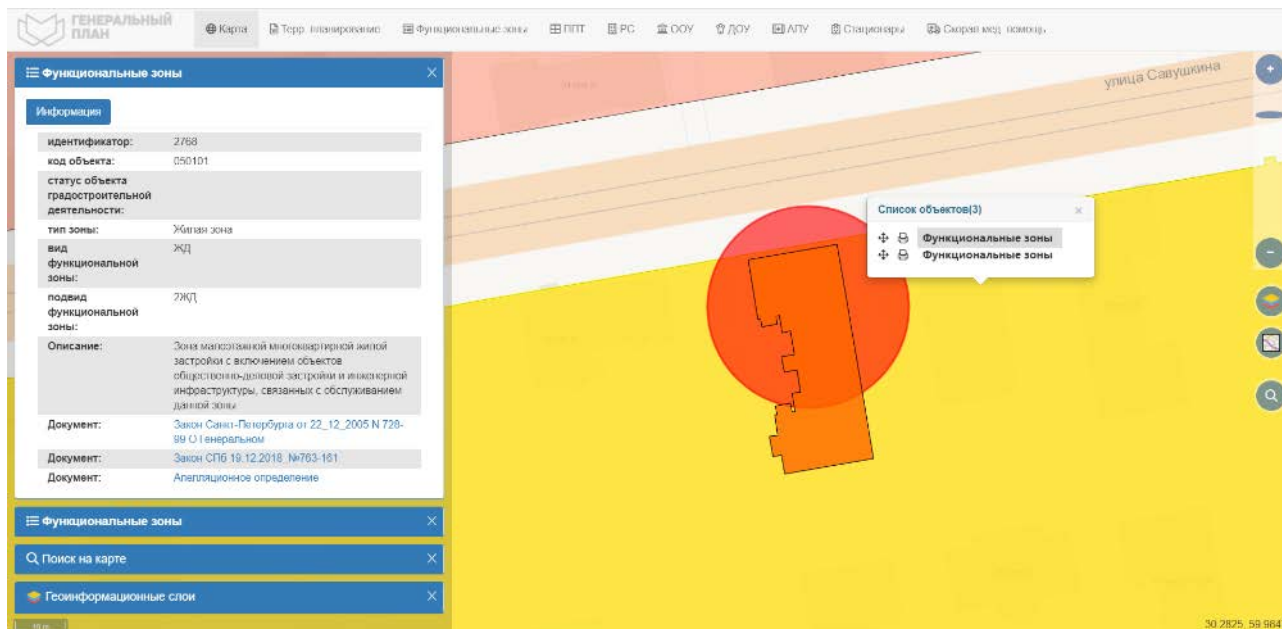 ГЕНЕРАЛЬНЫЙ
ПЛАН
Карта
Терр. планирование
Функциональные зоны
ППТ
РС
ООУ
ДОУ
АПУ
Стационары
Скорая мед. помощь
Функциональные зоны
Информация
идентификатор: 2768
код объекта: 050101
статус объекта
градостроительной
деятельности:
тип зоны: Жилая зона
вид ЖД
функциональной
зоны:
подвид 2ЖД
функциональной
зоны:
Описание: Зона малоэтажной многоквартирной жилой
застройки с включением объектов
общественно-деловой застройки и инженерной
инфраструктуры, связанных с обслуживанием
данной зоны
Документ: Закон Санкт-Петербурга от 22_12_2005 N 728-
99 О Генеральном
Документ: Закон СПб 19.12.2018_№763-161
Документ: Апелляционное определение
Функциональные зоны
Поиск на карте
Геоинформационные слои
улица Савушкина
Список объектов(3)
Функциональные зоны
Функциональные зоны
30.2825, 59.984